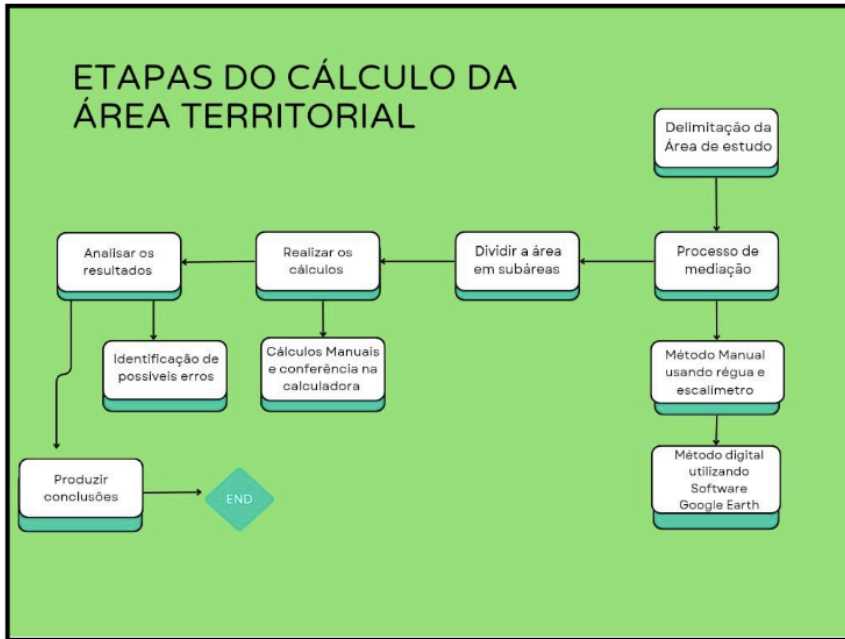 ETAPAS DO CÁLCULO DA
ÁREA TERRITORIAL
Delimitação da
Área de estudo
Processo de
mediação
Dividir a área
em subáreas
Realizar os
cálculos
Analisar os
resultados
Identificação de
possiveis erros
Cálculos Manuais
e conferência na
calculadora
Método Manual
usando régua e
escalímetro
Método digital
utilizando
Software
Google Earth
Produzir
conclusões
END